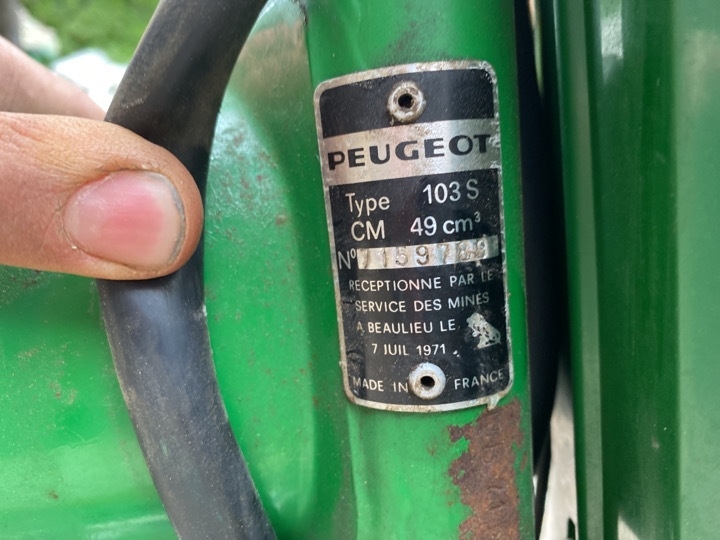 PEUGEOT
Type 103 S
CM 49 cm³
Nº
RECEPTIONNE PAR LE
SERVICE DES MINES
A BEAULIEU LE
7 JUIL 1971
MADE IN FRANCE